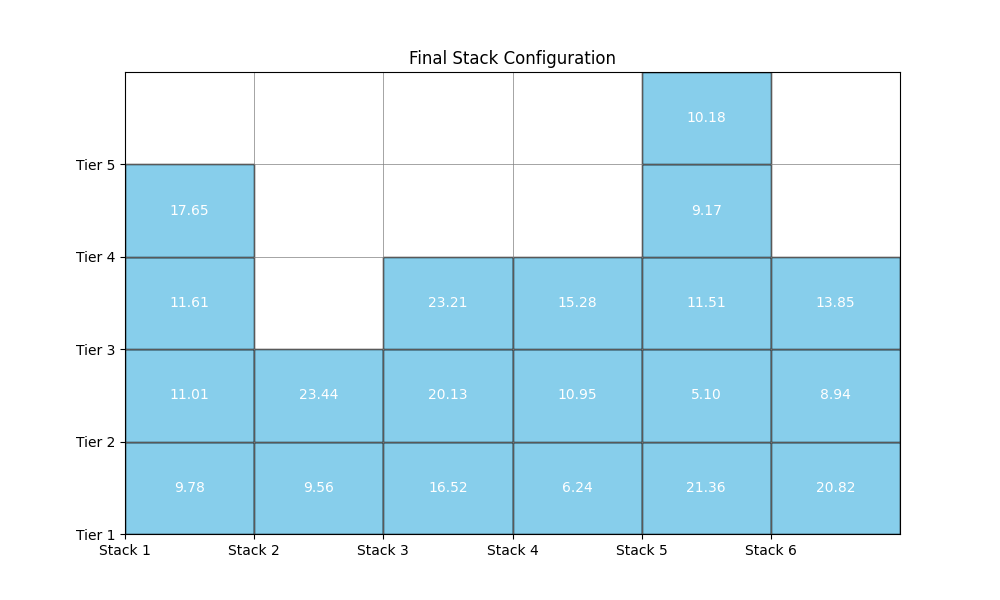 Final Stack Configuration
10.18
Tier 5
17.65 9.17
Tier 4
11.61 23.21 15.28 11.51 13.85
Tier 3
11.01 23.44 20.13 10.95 5.10 8.94
Tier 2
9.78 9.56 16.52 6.24 21.36 20.82
Tier 1
Stack 1 Stack 2 Stack 3 Stack 4 Stack 5 Stack 6